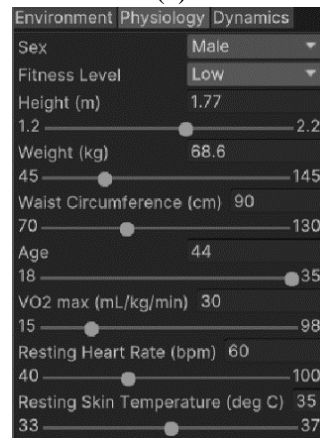 Environment Physiology Dynamics
Sex Male
Fitness Level Low
Height (m) 1.77
1.2 2.2
Weight (kg) 68.6
45 145
Waist Circumference (cm) 90
70 130
Age 44
18 35
VO2 max (mL/kg/min) 30
15 98
Resting Heart Rate (bpm) 60
40 100
Resting Skin Temperature (deg C) 35
33 37